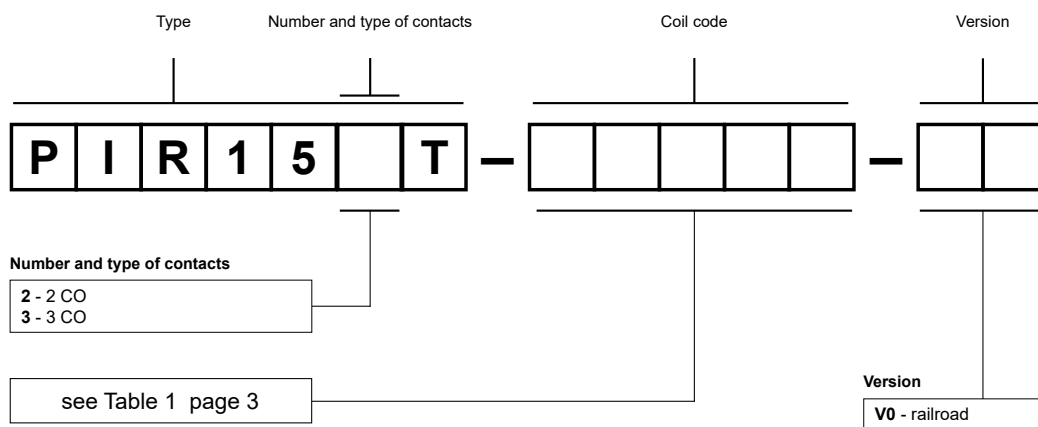 Type Number and type of contacts Coil code Version
P I R 1 5 T – –
Number and type of contacts
2 - 2 CO
3 - 3 CO
see Table 1 page 3
Version
V0 - railroad